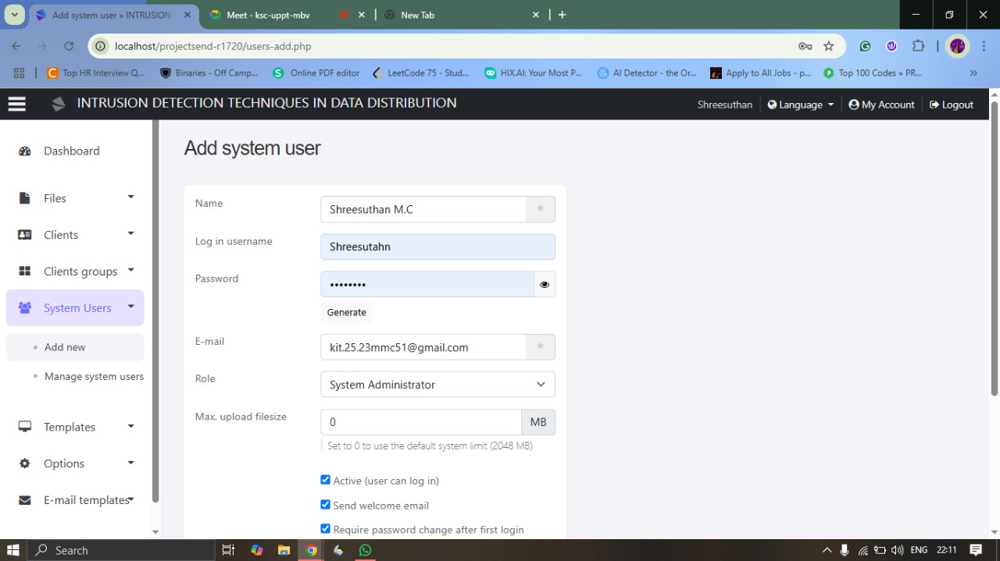 Add system user » INTRUSION
Meet - ksc-uppt-mbv
New Tab
localhost/projectsend-r1720/users-add.php
Top HR Interview Q...
Binaries - Off Camp...
Online PDF editor
LeetCode 75 - Stud...
HIX.AI: Your Most P...
AI Detector - the Or...
Apply to All Jobs - p...
Top 100 Codes » PR...
INTRUSION DETECTION TECHNIQUES IN DATA DISTRIBUTION
Shreesuthan
Language
My Account
Logout
Dashboard
Files
Clients
Clients groups
System Users
Add new
Manage system users
Templates
Options
E-mail templates
Add system user
Name
Shreesuthan M.C
*
Log in username
Shreesutahn
Password
••••••••
Generate
E-mail
kit.25.23mmc51@gmail.com
*
Role
System Administrator
Max. upload filesize
0
MB
Set to 0 to use the default system limit (2048 MB)
Active (user can log in)
Send welcome email
Require password change after first login
Search
ENG
22:11